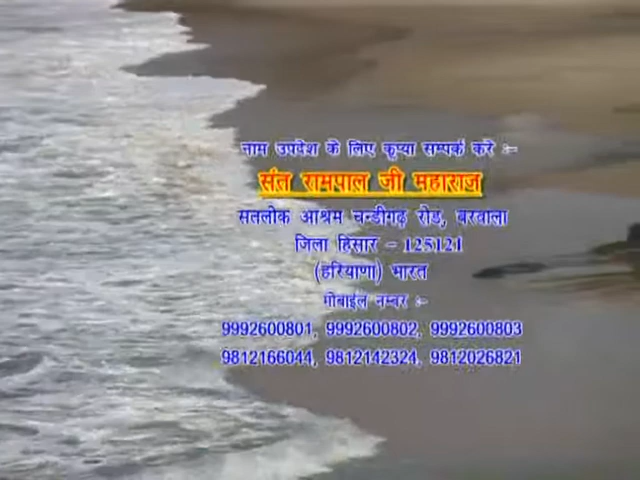 नाम उपदेश के लिए कृप्या सम्पर्क करे :-
संत रामपाल जी महाराज
सतलोक आश्रम चन्डीगढ़ रोड़, बरवाला
जिला हिसार - 125121
(हरियाणा) भारत
मोबाईल नम्बर :-
9992600801, 9992600802, 9992600803
9812166044, 9812142324, 9812026821